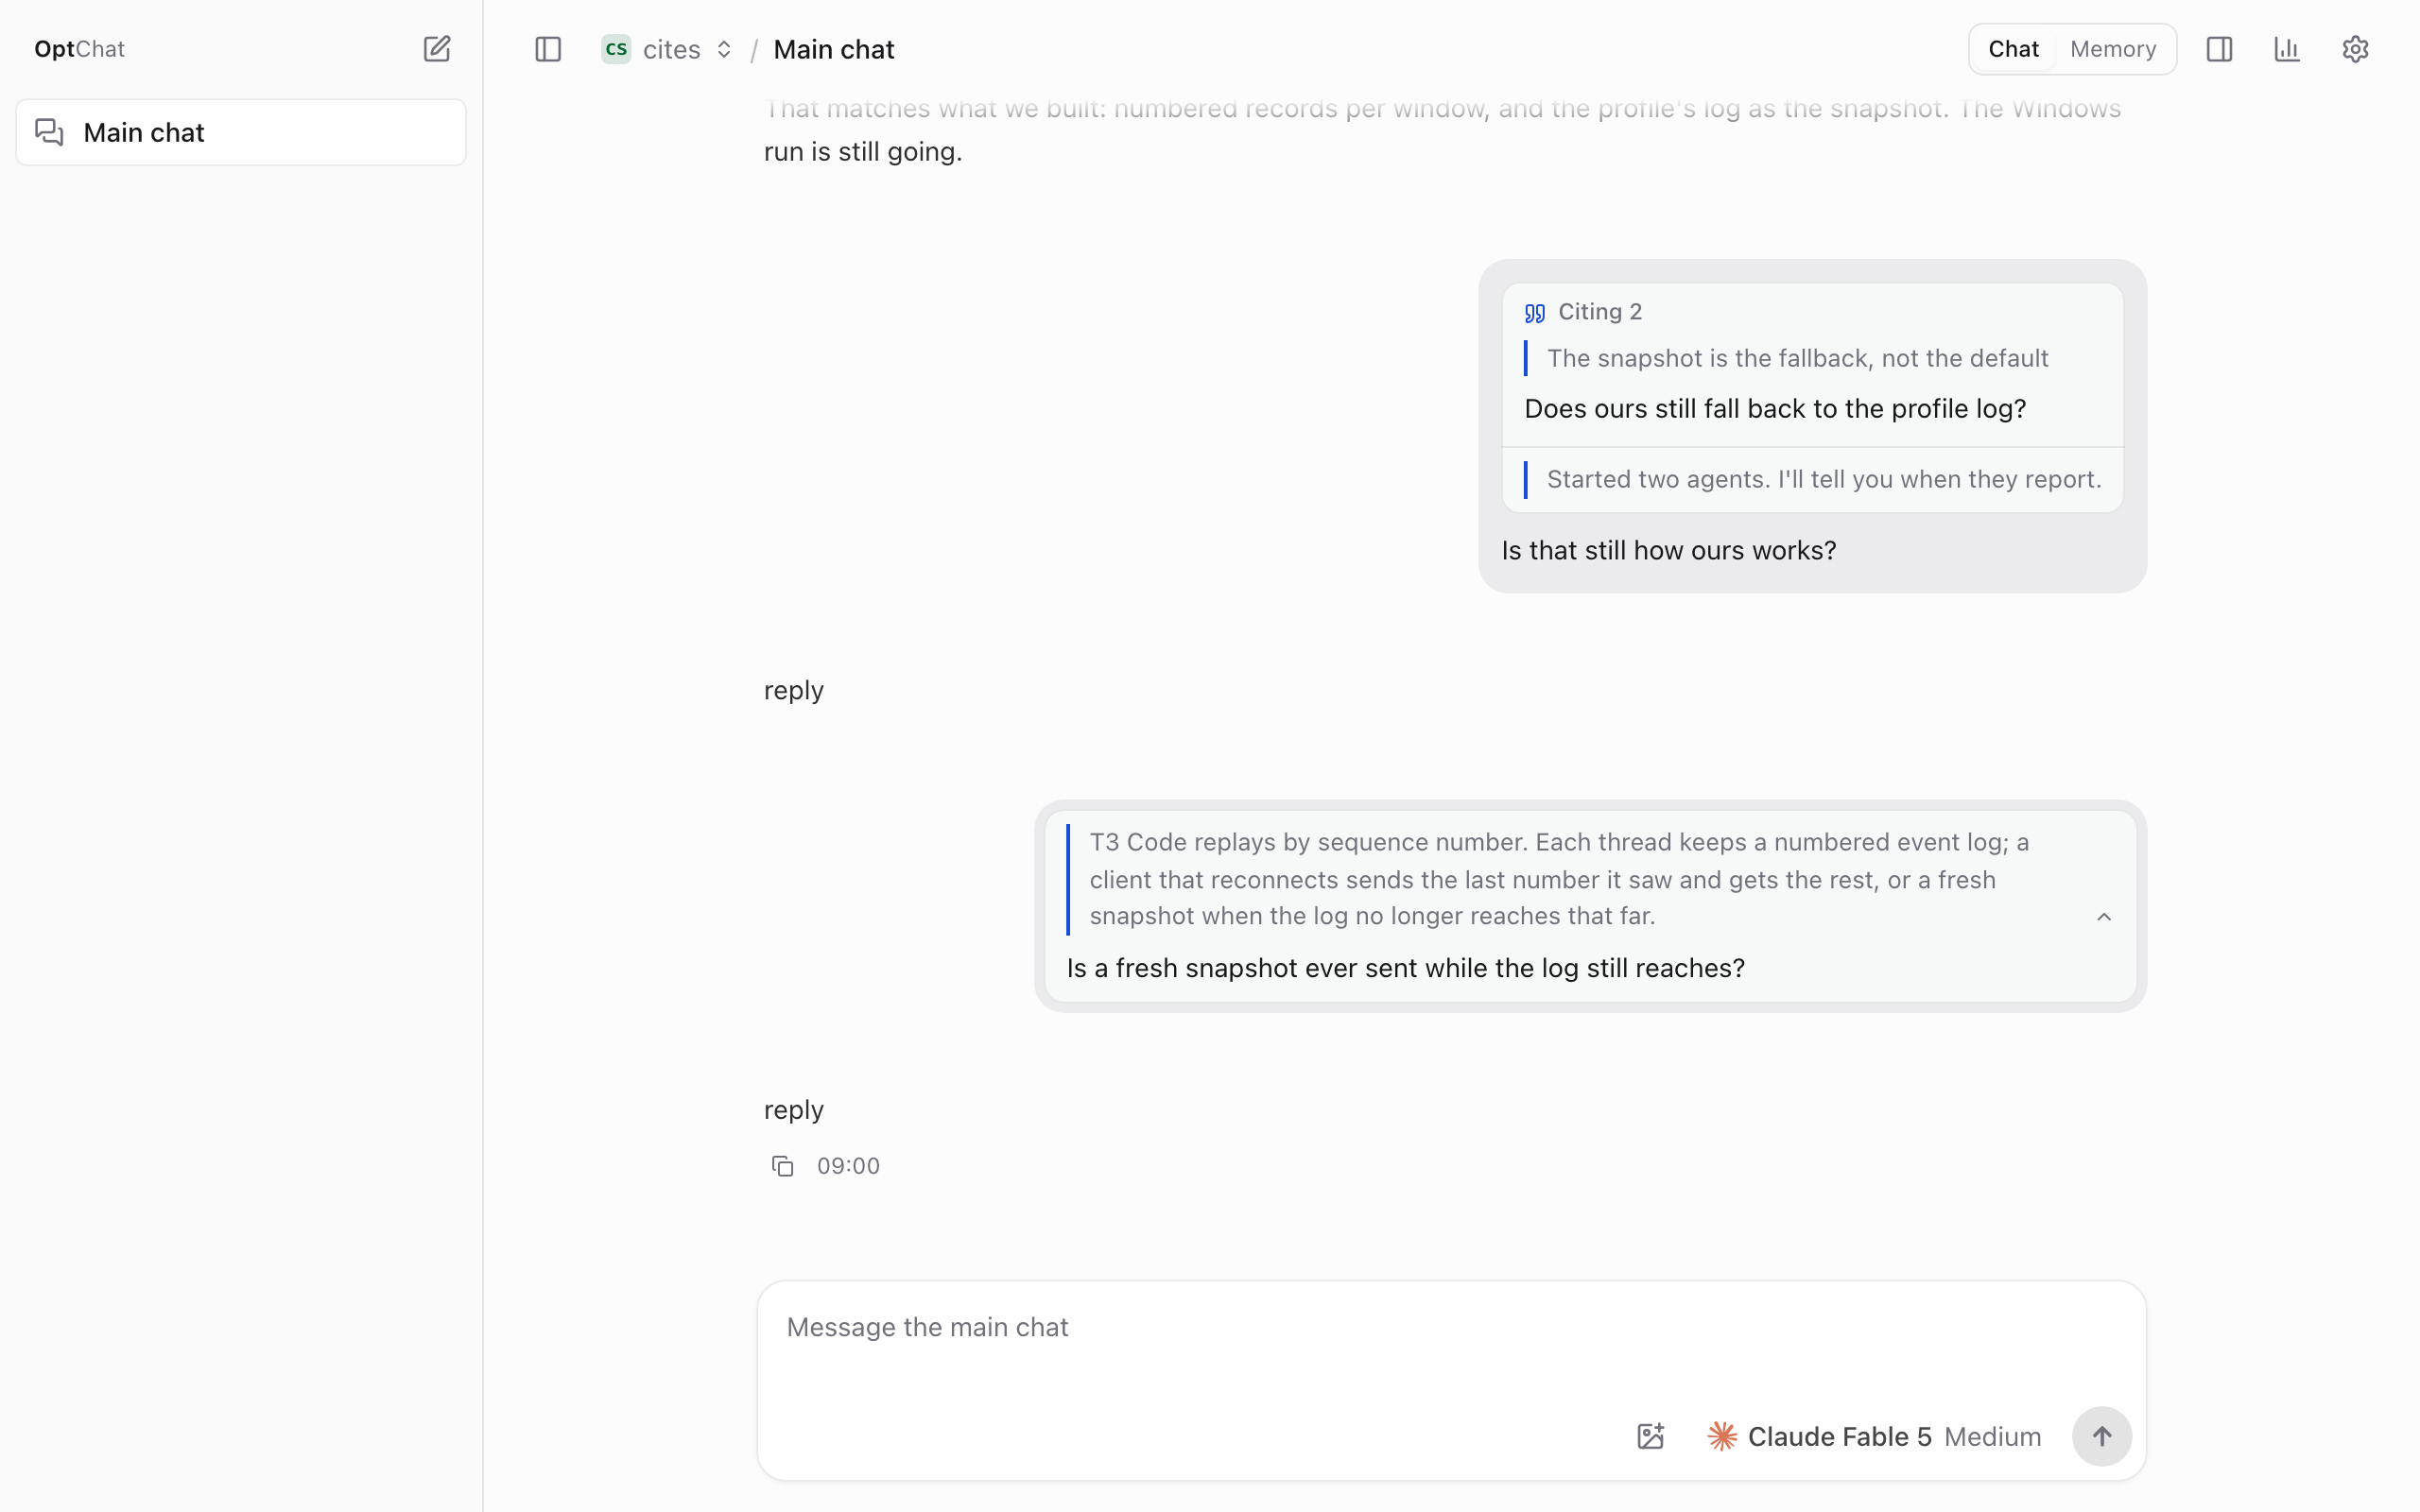 OptChat
CS cites / Main chat
Chat Memory
Main chat
That matches what we built: numbered records per window, and the profile's log as the snapshot. The Windows
run is still going.
Citing 2
The snapshot is the fallback, not the default
Does ours still fall back to the profile log?
Started two agents. I'll tell you when they report.
Is that still how ours works?
reply
T3 Code replays by sequence number. Each thread keeps a numbered event log; a
client that reconnects sends the last number it saw and gets the rest, or a fresh
snapshot when the log no longer reaches that far.
Is a fresh snapshot ever sent while the log still reaches?
reply
09:00
Message the main chat
Claude Fable 5 Medium